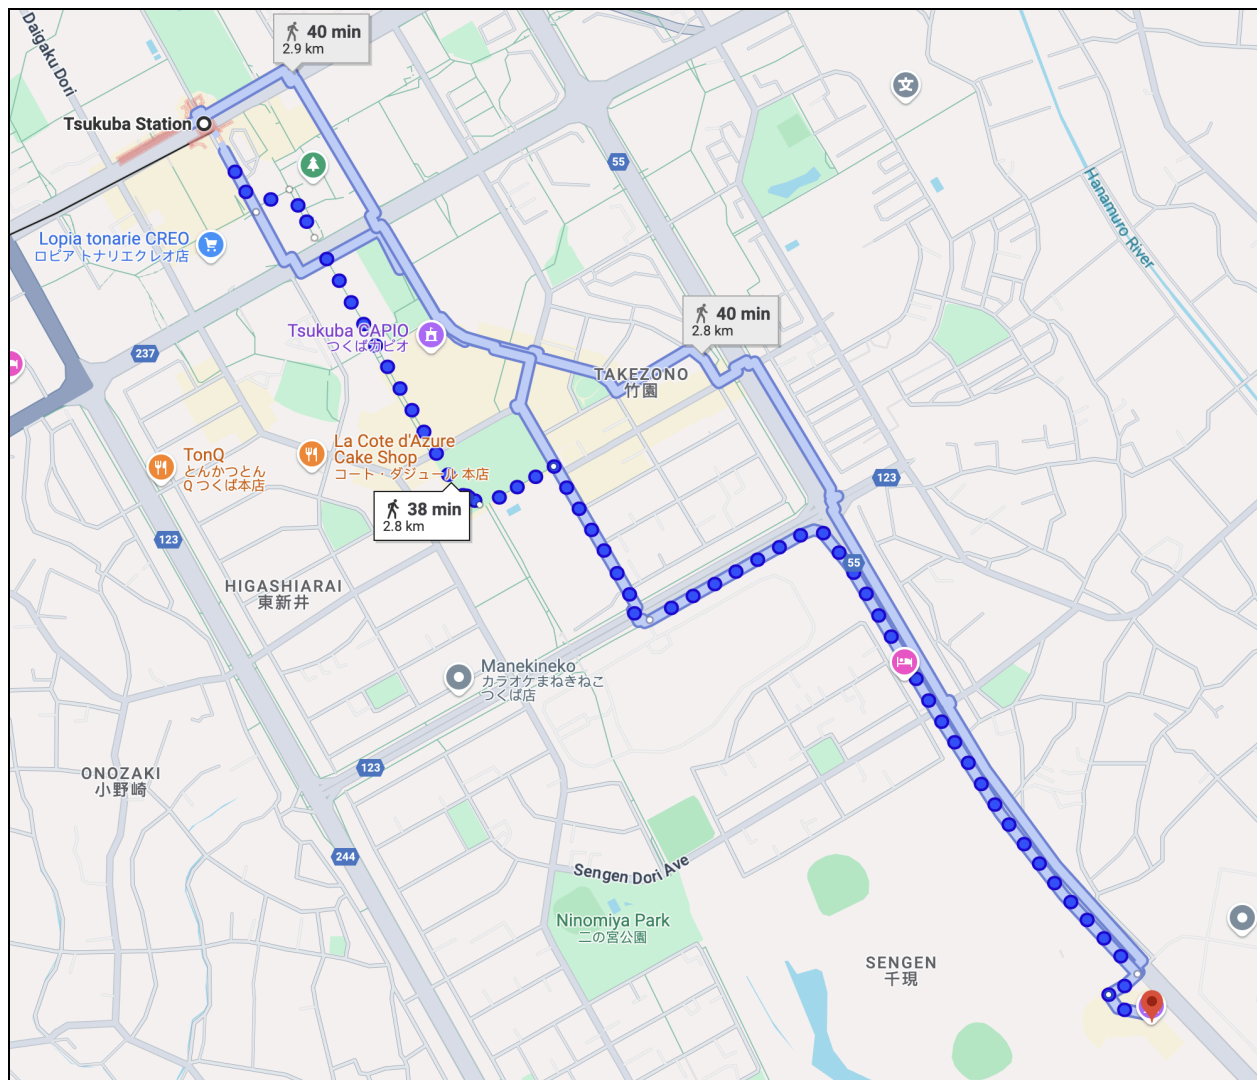 Daigaku Dori
40 min
2.9 km
文
Tsukuba Station
55
Hanamuro River
Lopia tonarie CREO
ロピア トナリエクレオ店
40 min
2.8 km
Tsukuba CAPIO
つくばカピオ
237
TAKEZONO
竹園
La Cote d'Azure
Cake Shop
コート・ダジュール 本店
TonQ
とんかつとん
Q つくば本店
123
38 min
2.8 km
123
55
HIGASHIARAI
東新井
Manekineko
カラオケまねきねこ
つくば店
123
ONOZAKI
小野崎
244
Sengen Dori Ave
Ninomiya Park
二の宮公園
SENGEN
千現